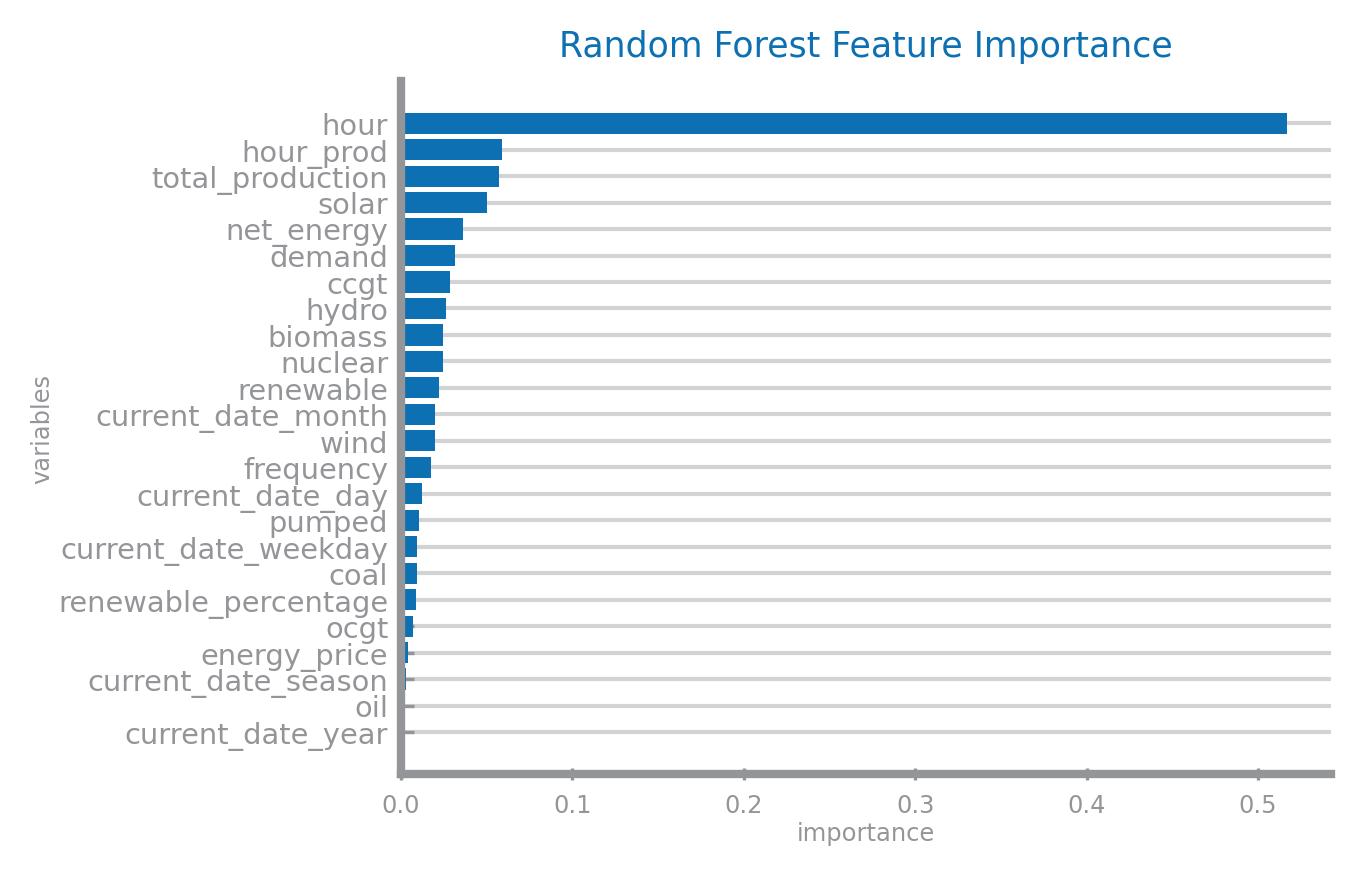 Random Forest Feature Importance
hour
hour_prod
total_production
solar
net_energy
demand
ccgt
hydro
biomass
nuclear
renewable
current_date_month
wind
frequency
current_date_day
pumped
current_date_weekday
coal
renewable_percentage
ocgt
energy_price
current_date_season
oil
current_date_year
variables
0.0 0.1 0.2 0.3 0.4 0.5
importance